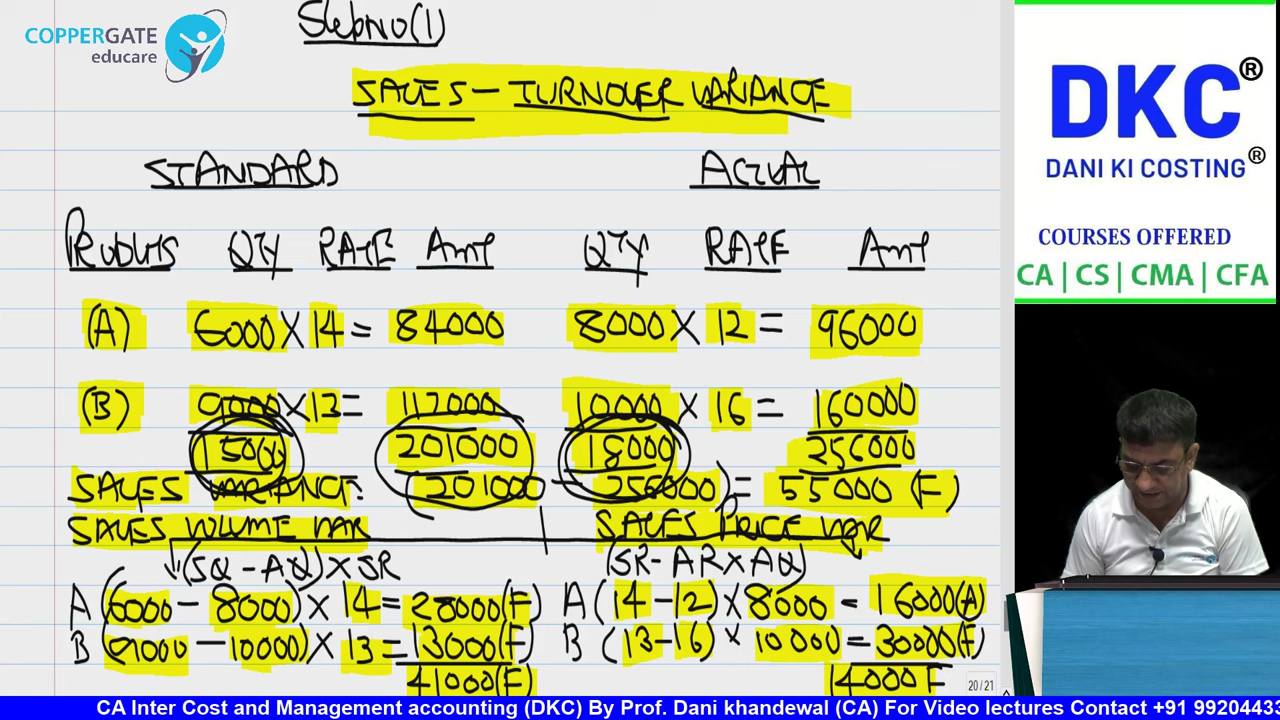 COPPERGATE
educare
StepNo(1)
SALES - TURNOVER VARIANCE
STANDARD ACTUAL
QTY RATE Amt QTY RATE Amt
(A) 6000 X 14 = 84000 8000 X 12 = 96000
(B) 9000 X 13 = 117000 10000 X 16 = 160000
15000 201000 18000 256000
SALES VARIANCE: (201000 - 256000) = 55000 (F)
SALES VOLUME VAR SALES PRICE VAR
(SQ - AQ) X SR (SR - AR X AQ)
A (6000 - 8000) X 14 = 28000(F) A (14 - 12) X 8000 = 16000(A)
B (9000 - 10000) X 13 = 13000(F) B (13 - 16) X 10000 = 30000(F)
41000(F) 14000 F
20 / 21
DKC®
DANI KI COSTING®
COURSES OFFERED
CA | CS | CMA | CFA
CA Inter Cost and Management accounting (DKC) By Prof. Dani khandewal (CA) For Video lectures Contact +91 99204433